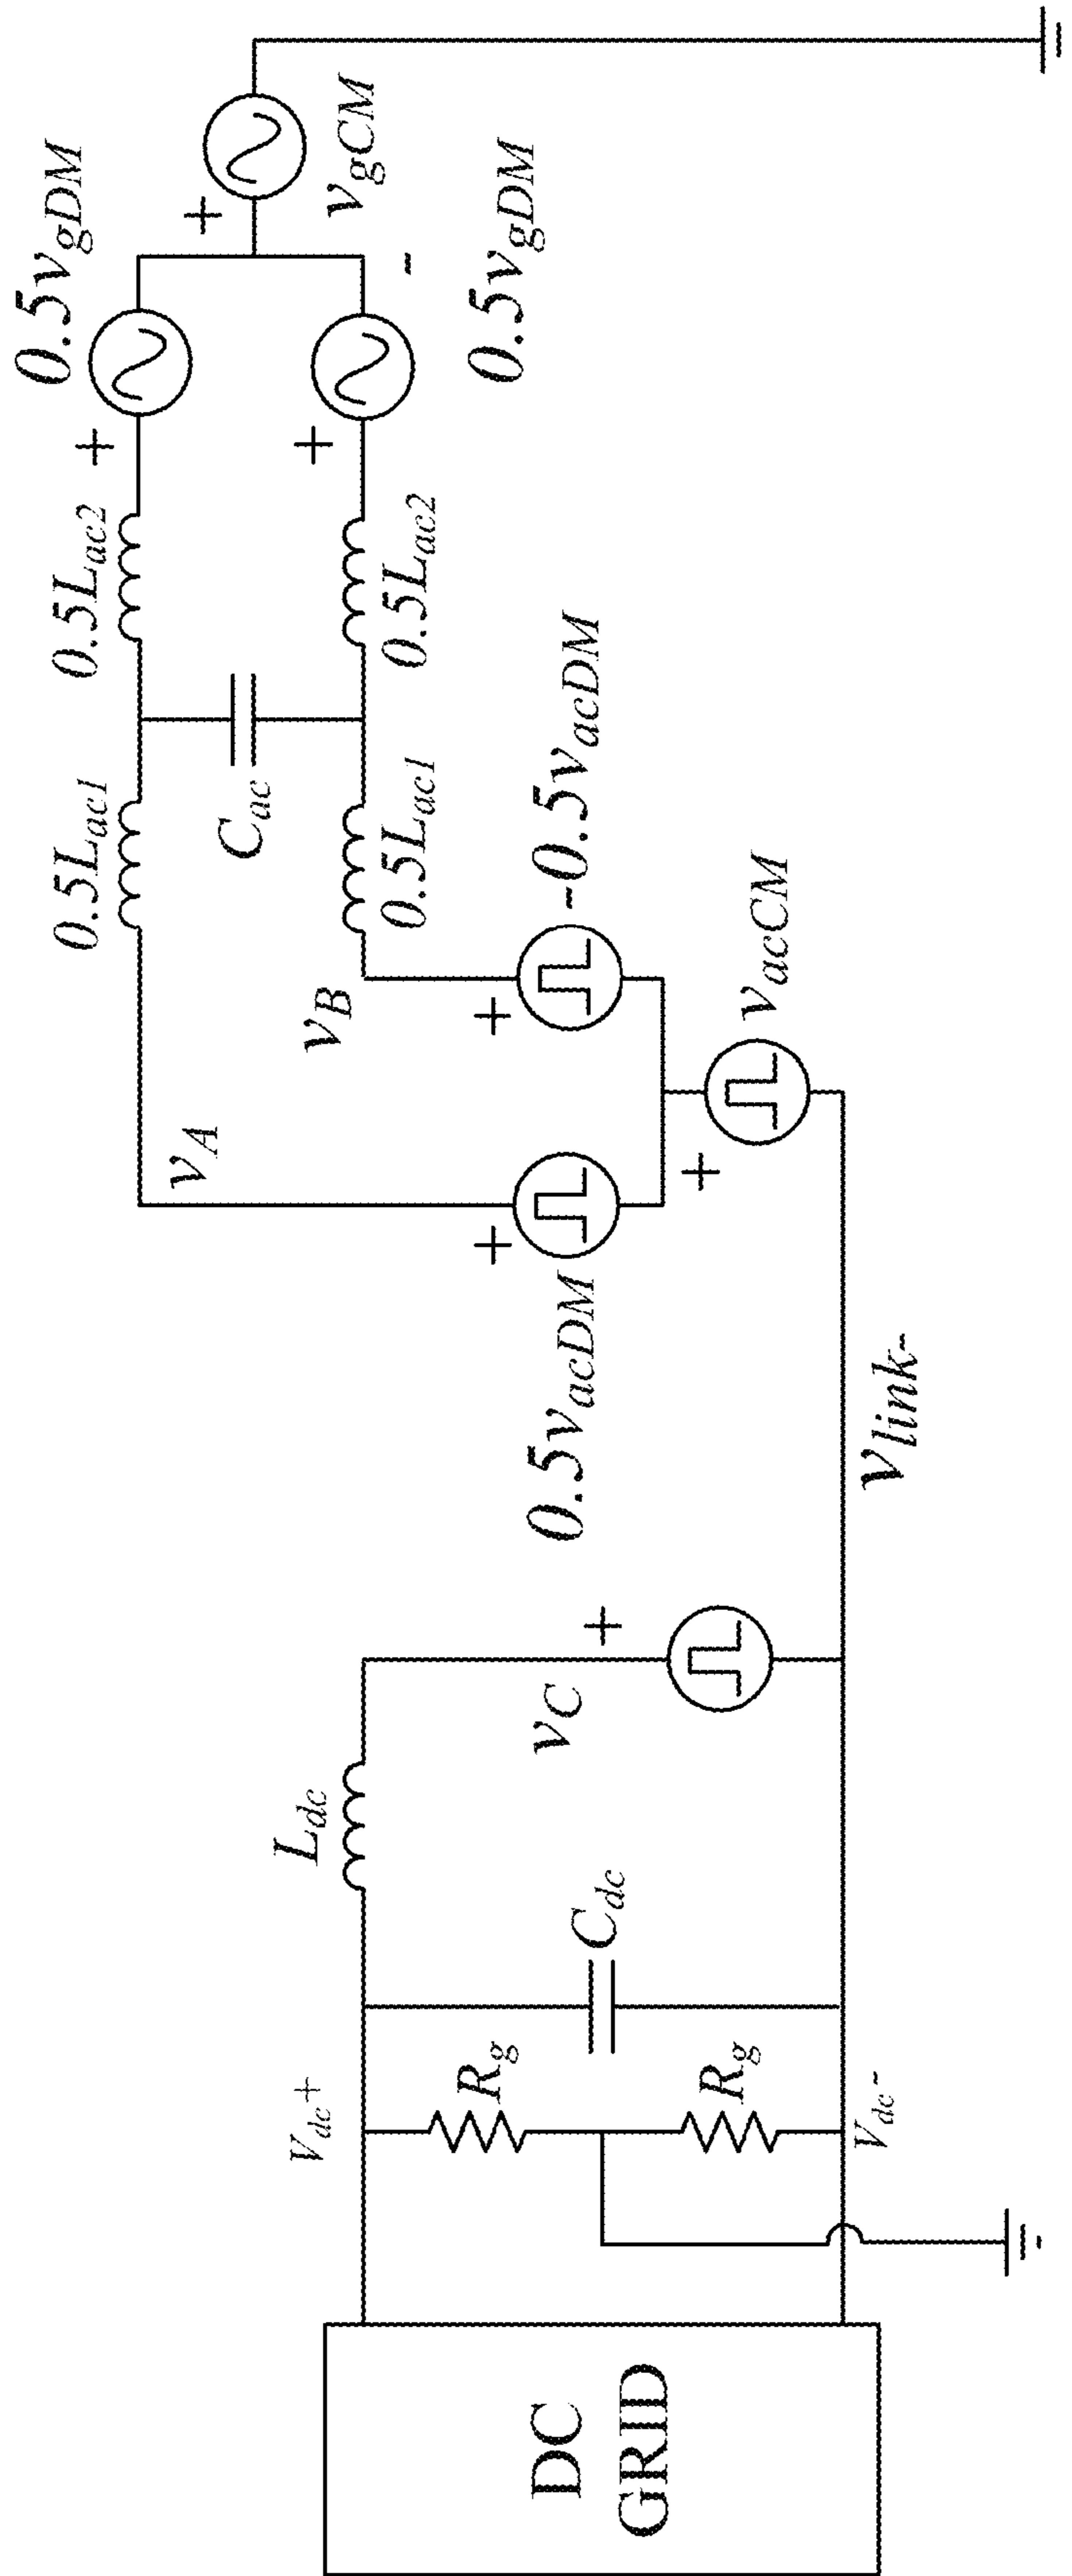 DC
GRID
V_dc+
V_dc-
R_g
R_g
C_dc
L_dc
v_C
+
v_link-
0.5v_acDM
+
v_A
+
v_acCM
v_B
+
-0.5v_acDM
0.5L_ac1
0.5L_ac1
C_ac
0.5L_ac2
0.5L_ac2
+
0.5v_gDM
+
-
0.5v_gDM
+
v_gCM